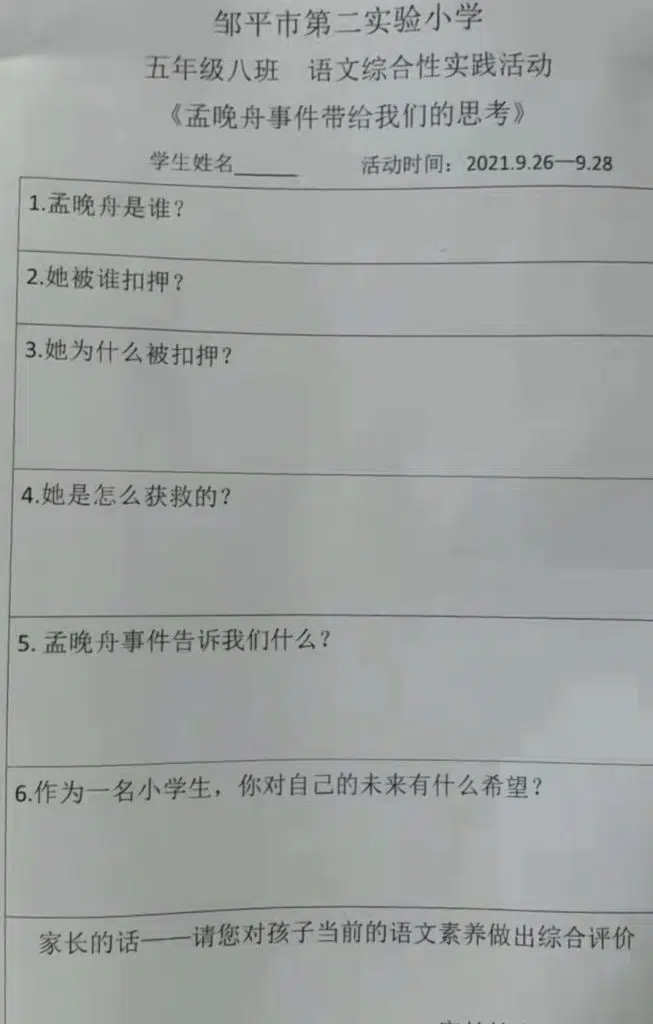 邹平市第二实验小学
五年级八班 语文综合性实践活动
《孟晚舟事件带给我们的思考》
学生姓名______ 活动时间：2021.9.26—9.28
1.孟晚舟是谁？
2.她被谁扣押？
3.她为什么被扣押？
4.她是怎么获救的？
5. 孟晚舟事件告诉我们什么？
6.作为一名小学生，你对自己的未来有什么希望？
家长的话——请您对孩子当前的语文素养做出综合评价